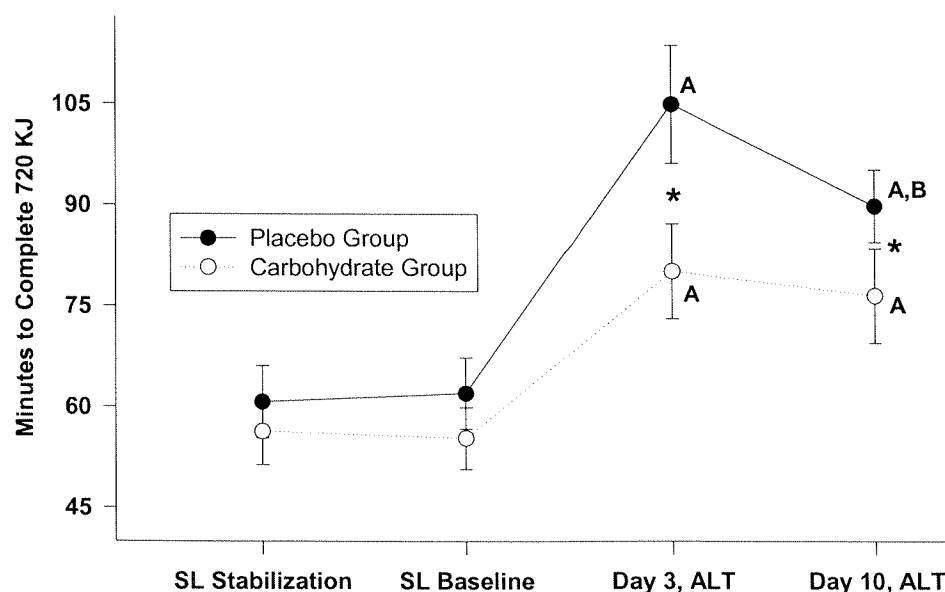 Minutes to Complete 720 KJ
105
90
75
60
45
Placebo Group
Carbohydrate Group
A
*
A
A,B
*
A
SL Stabilization
SL Baseline
Day 3, ALT
Day 10, ALT